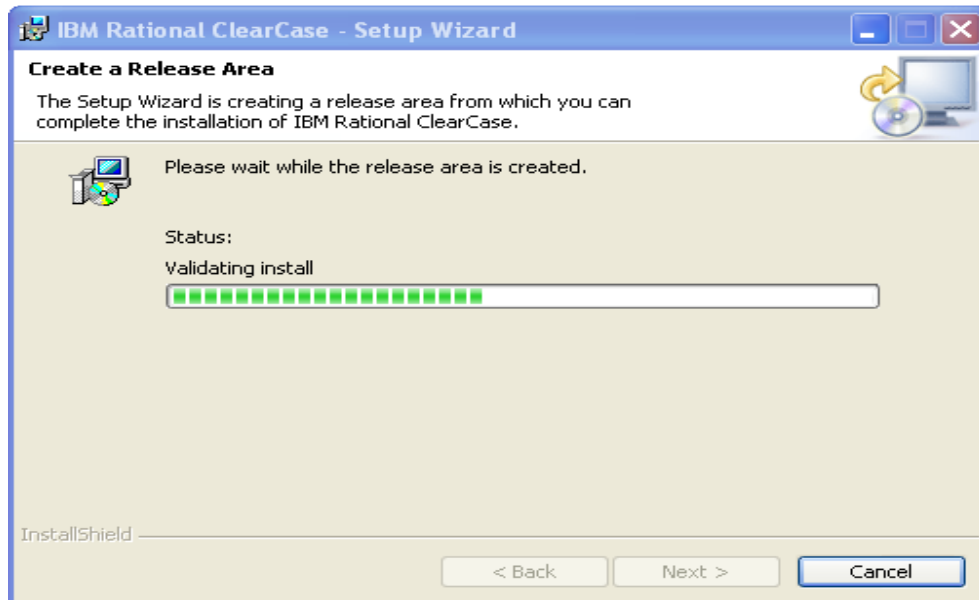 IBM Rational ClearCase - Setup Wizard
Create a Release Area
The Setup Wizard is creating a release area from which you can
complete the installation of IBM Rational ClearCase.
Please wait while the release area is created.
Status:
Validating install
InstallShield
< Back
Next >
Cancel